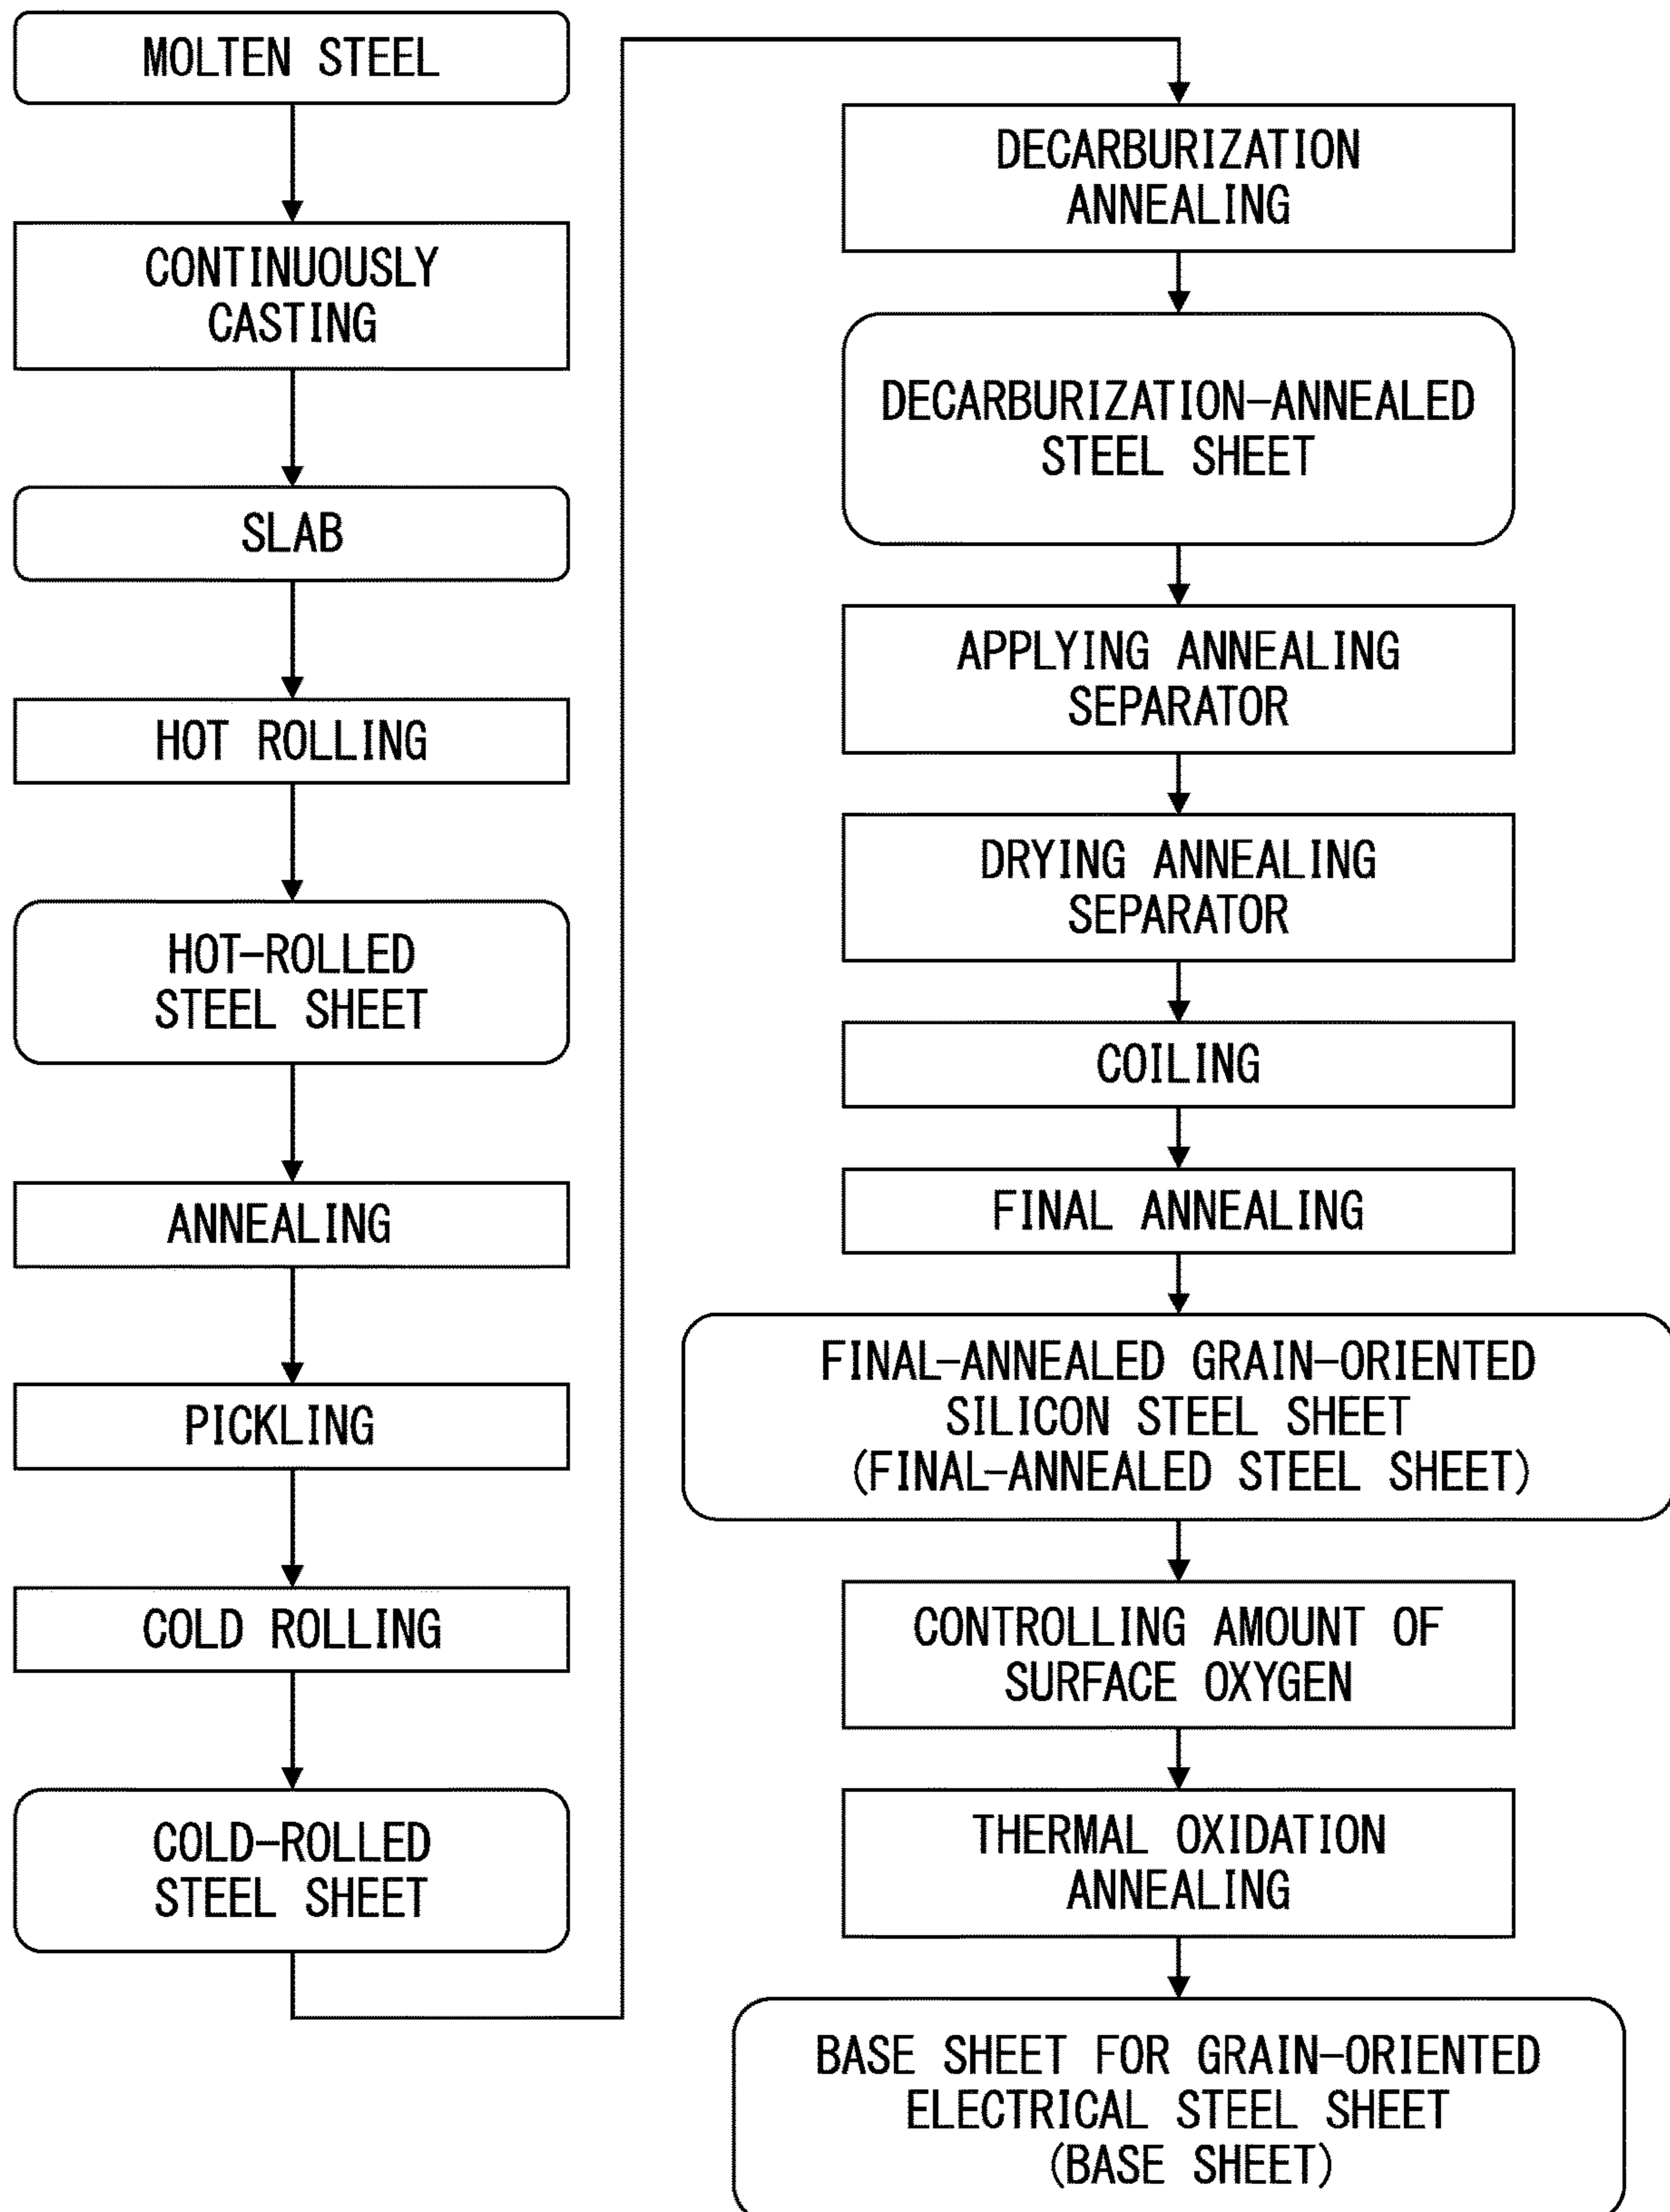 MOLTEN STEEL
CONTINUOUSLY
CASTING
SLAB
HOT ROLLING
HOT-ROLLED
STEEL SHEET
ANNEALING
PICKLING
COLD ROLLING
COLD-ROLLED
STEEL SHEET
DECARBURIZATION
ANNEALING
DECARBURIZATION-ANNEALED
STEEL SHEET
APPLYING ANNEALING
SEPARATOR
DRYING ANNEALING
SEPARATOR
COILING
FINAL ANNEALING
FINAL-ANNEALED GRAIN-ORIENTED
SILICON STEEL SHEET
(FINAL-ANNEALED STEEL SHEET)
CONTROLLING AMOUNT OF
SURFACE OXYGEN
THERMAL OXIDATION
ANNEALING
BASE SHEET FOR GRAIN-ORIENTED
ELECTRICAL STEEL SHEET
(BASE SHEET)